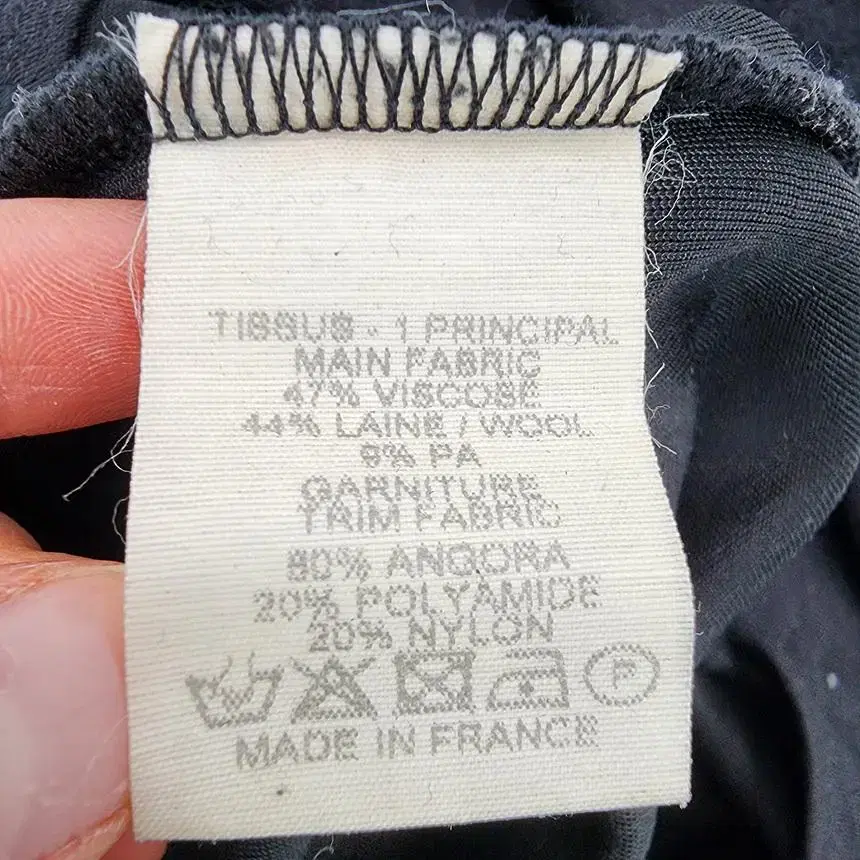 TISSUS - 1 PRINCIPAL
MAIN FABRIC
47% VISCOSE
44% LAINE / WOOL
9% PA
GARNITURE
TRIM FABRIC
80% ANGORA
20% POLYAMIDE
20% NYLON
P
MADE IN FRANCE